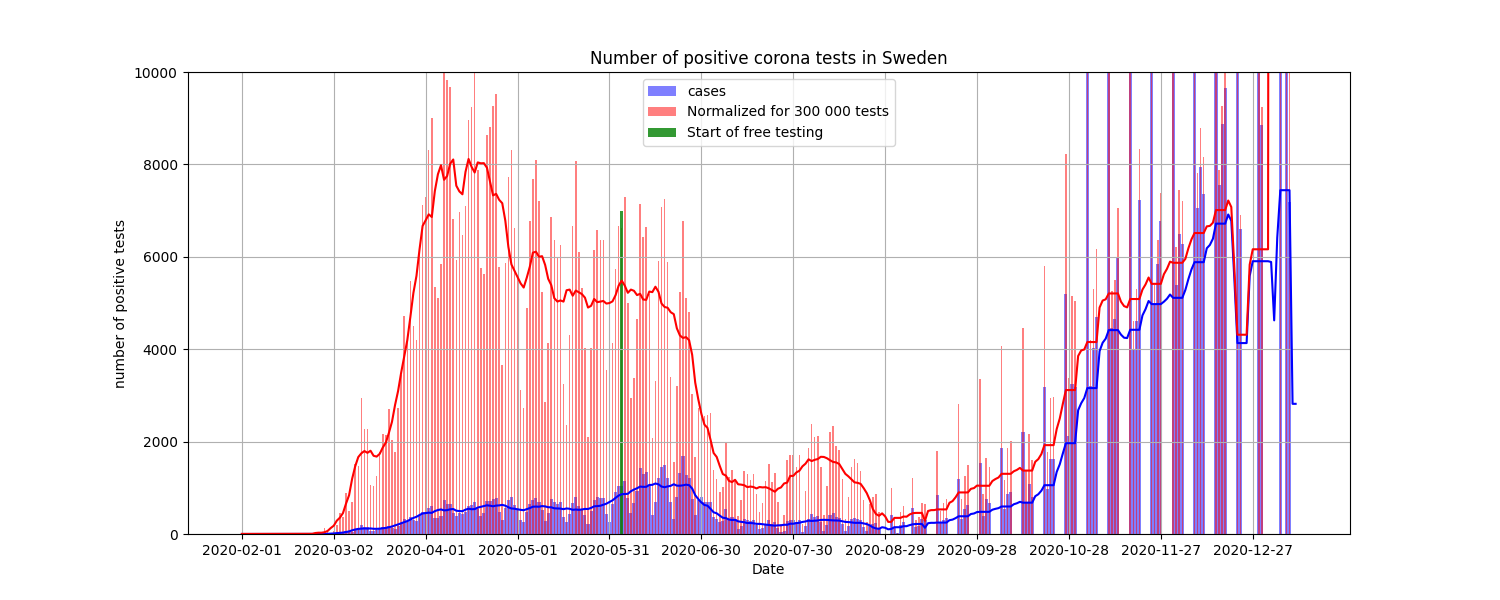 Number of positive corona tests in Sweden
10000
8000
6000
4000
2000
0
number of positive tests
cases
Normalized for 300 000 tests
Start of free testing
2020-02-01 2020-03-02 2020-04-01 2020-05-01 2020-05-31 2020-06-30 2020-07-30 2020-08-29 2020-09-28 2020-10-28 2020-11-27 2020-12-27
Date